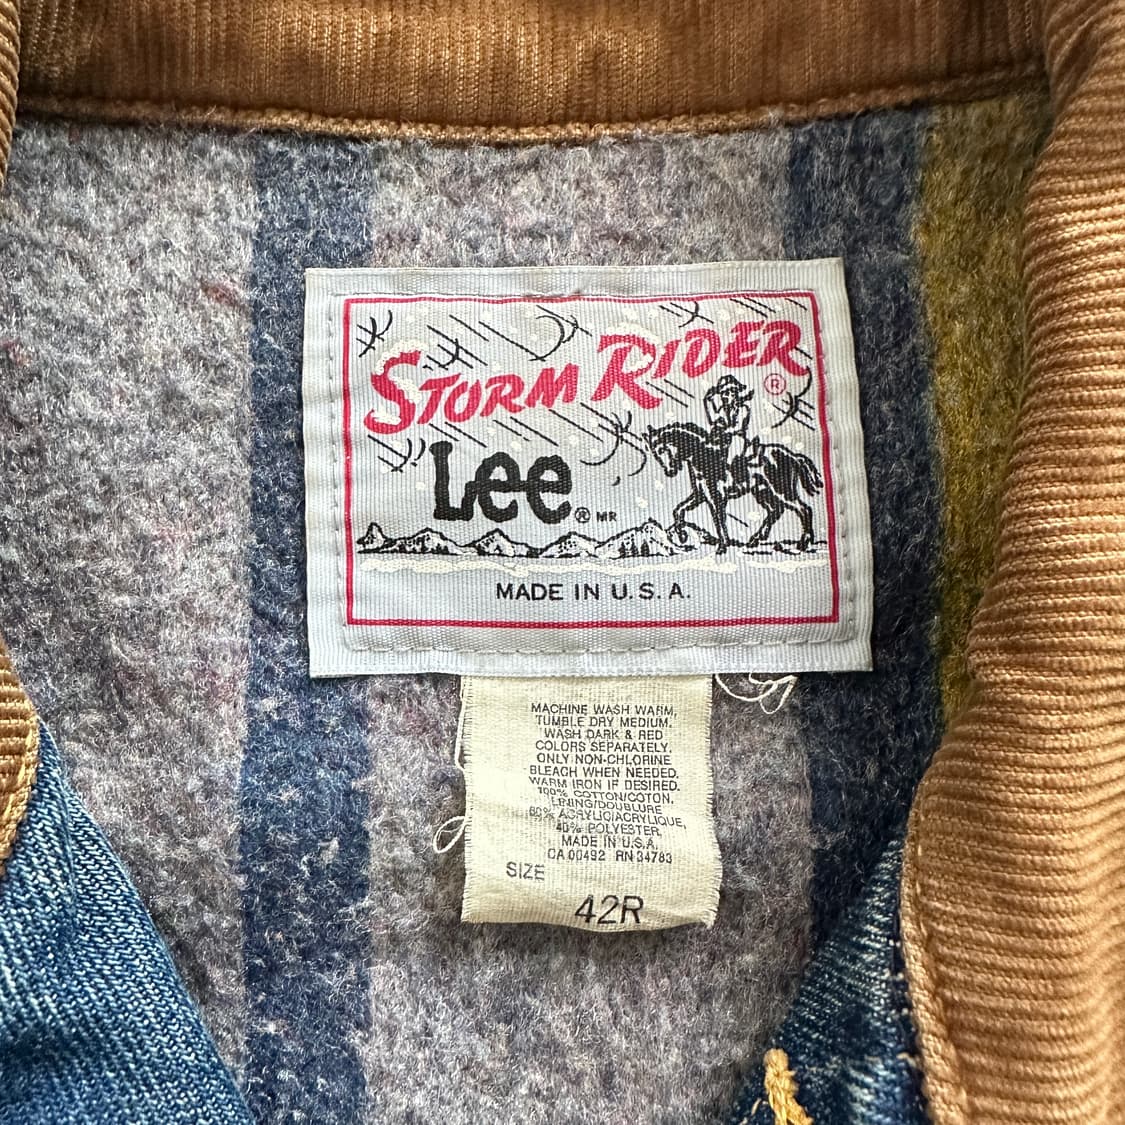 STORM RIDER ®
Lee ® MR
MADE IN U.S.A.
MACHINE WASH WARM,
TUMBLE DRY MEDIUM.
WASH DARK & RED
COLORS SEPARATELY.
ONLY NON-CHLORINE
BLEACH WHEN NEEDED.
WARM IRON IF DESIRED.
100% COTTON/COTON,
LINING/DOUBLURE
60% ACRYLIC/ACRYLIQUE,
40% POLYESTER,
MADE IN U.S.A.
CA 00492 RN 34783
SIZE
42R